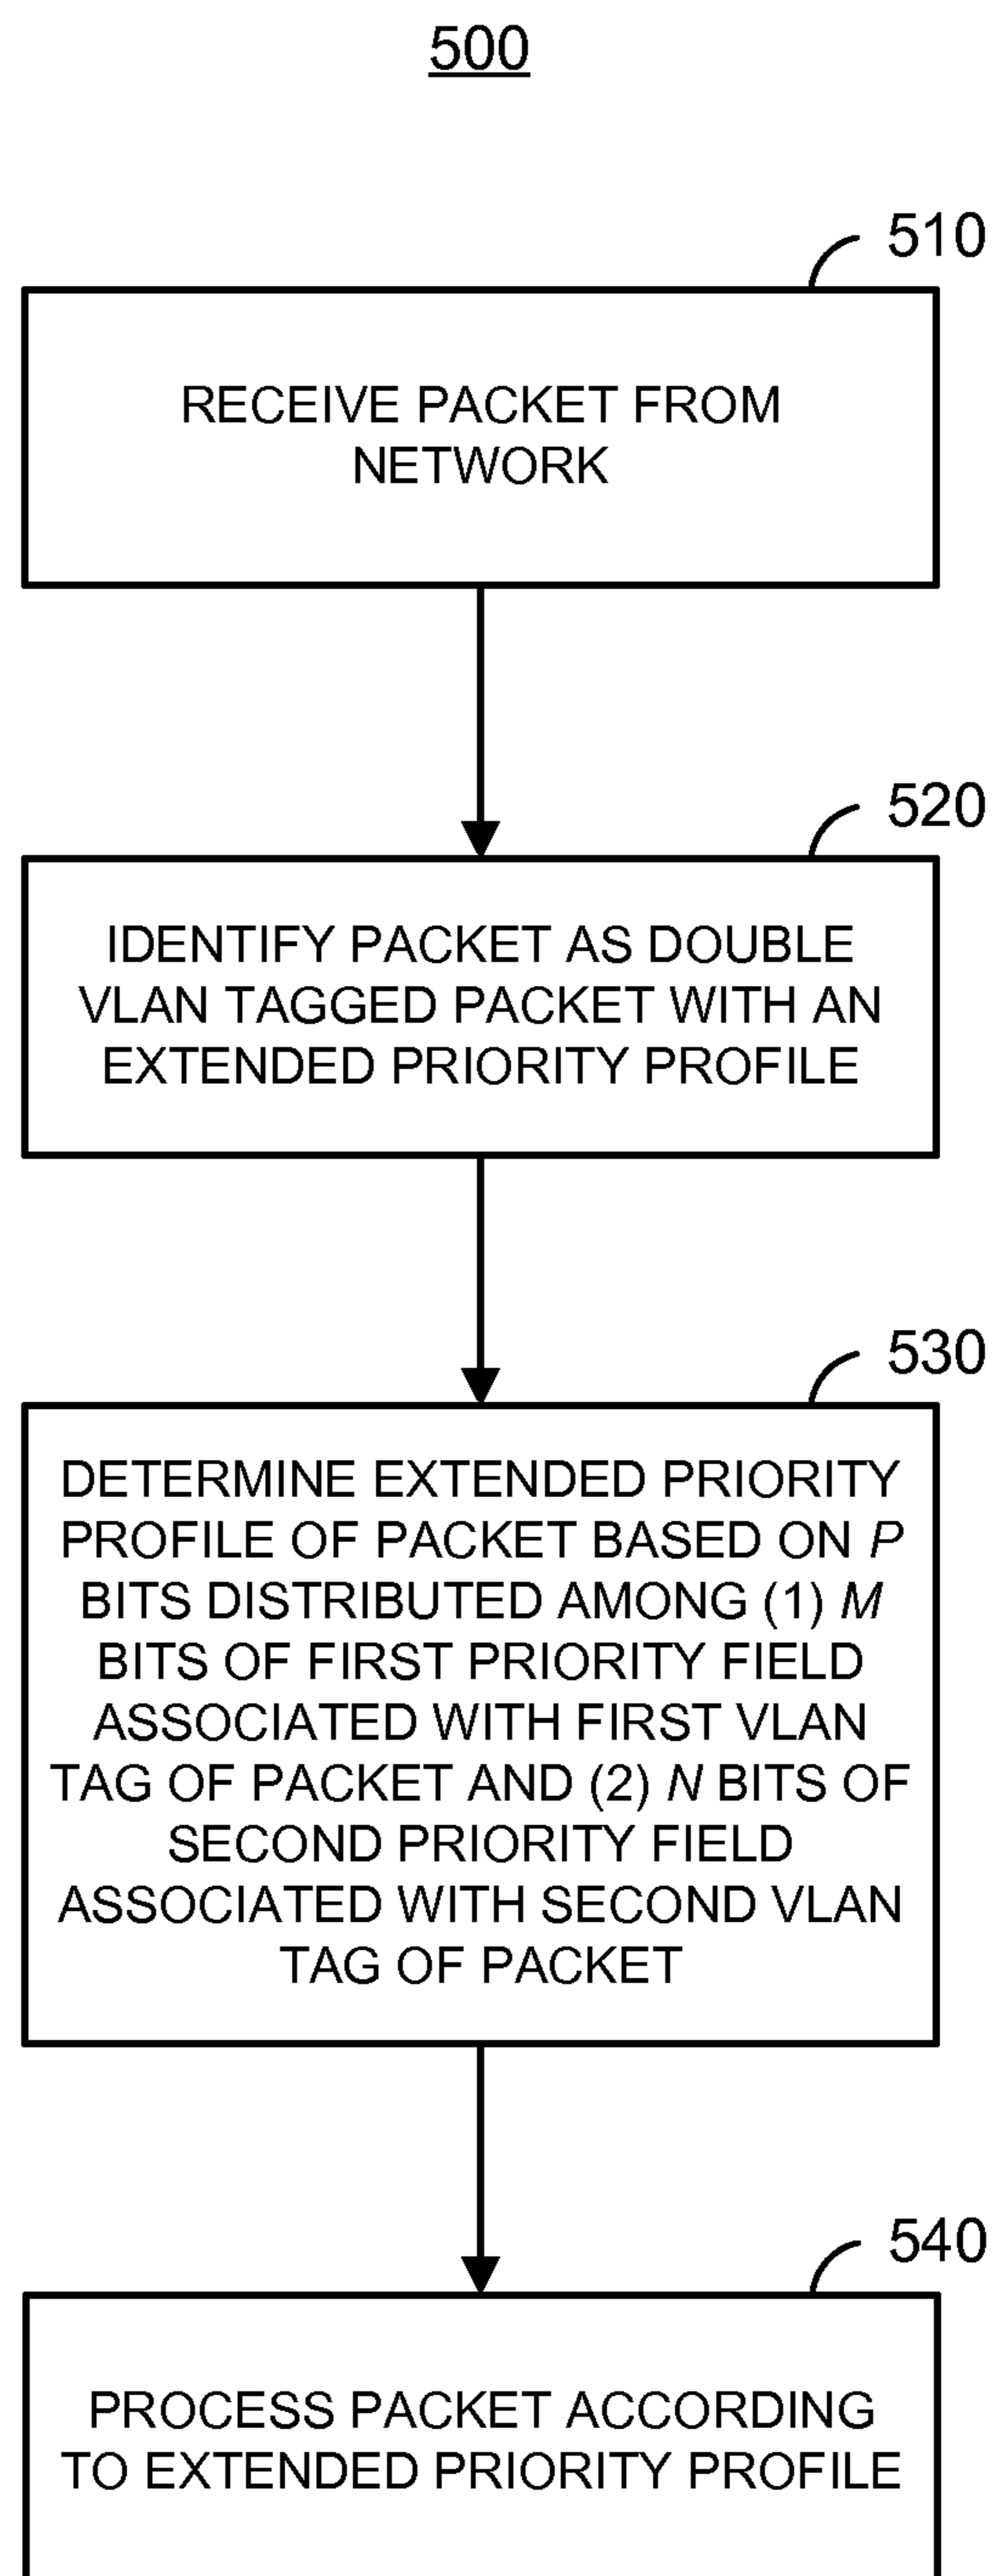 500
510
RECEIVE PACKET FROM
NETWORK
520
IDENTIFY PACKET AS DOUBLE
VLAN TAGGED PACKET WITH AN
EXTENDED PRIORITY PROFILE
530
DETERMINE EXTENDED PRIORITY
PROFILE OF PACKET BASED ON P
BITS DISTRIBUTED AMONG (1) M
BITS OF FIRST PRIORITY FIELD
ASSOCIATED WITH FIRST VLAN
TAG OF PACKET AND (2) N BITS OF
SECOND PRIORITY FIELD
ASSOCIATED WITH SECOND VLAN
TAG OF PACKET
540
PROCESS PACKET ACCORDING
TO EXTENDED PRIORITY PROFILE